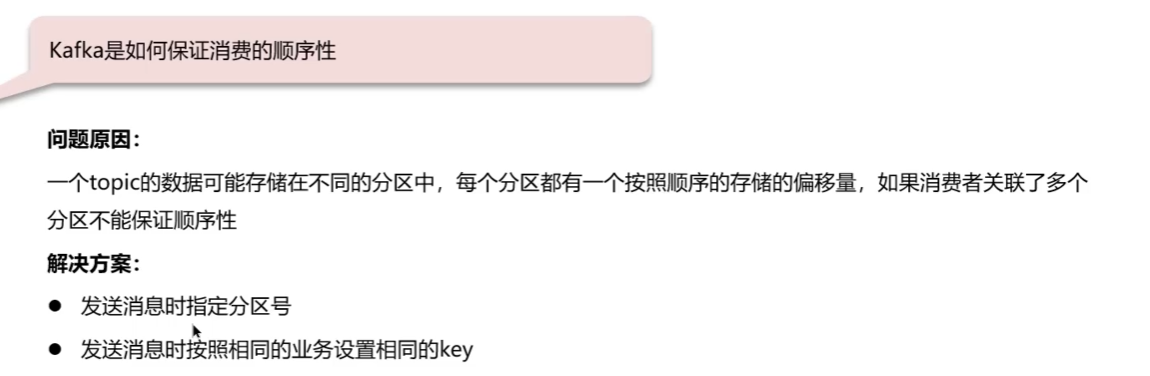 Kafka是如何保证消费的顺序性
问题原因：
一个topic的数据可能存储在不同的分区中，每个分区都有一个按照顺序的存储的偏移量，如果消费者关联了多个
分区不能保证顺序性
解决方案：
● 发送消息时指定分区号
● 发送消息时按照相同的业务设置相同的key